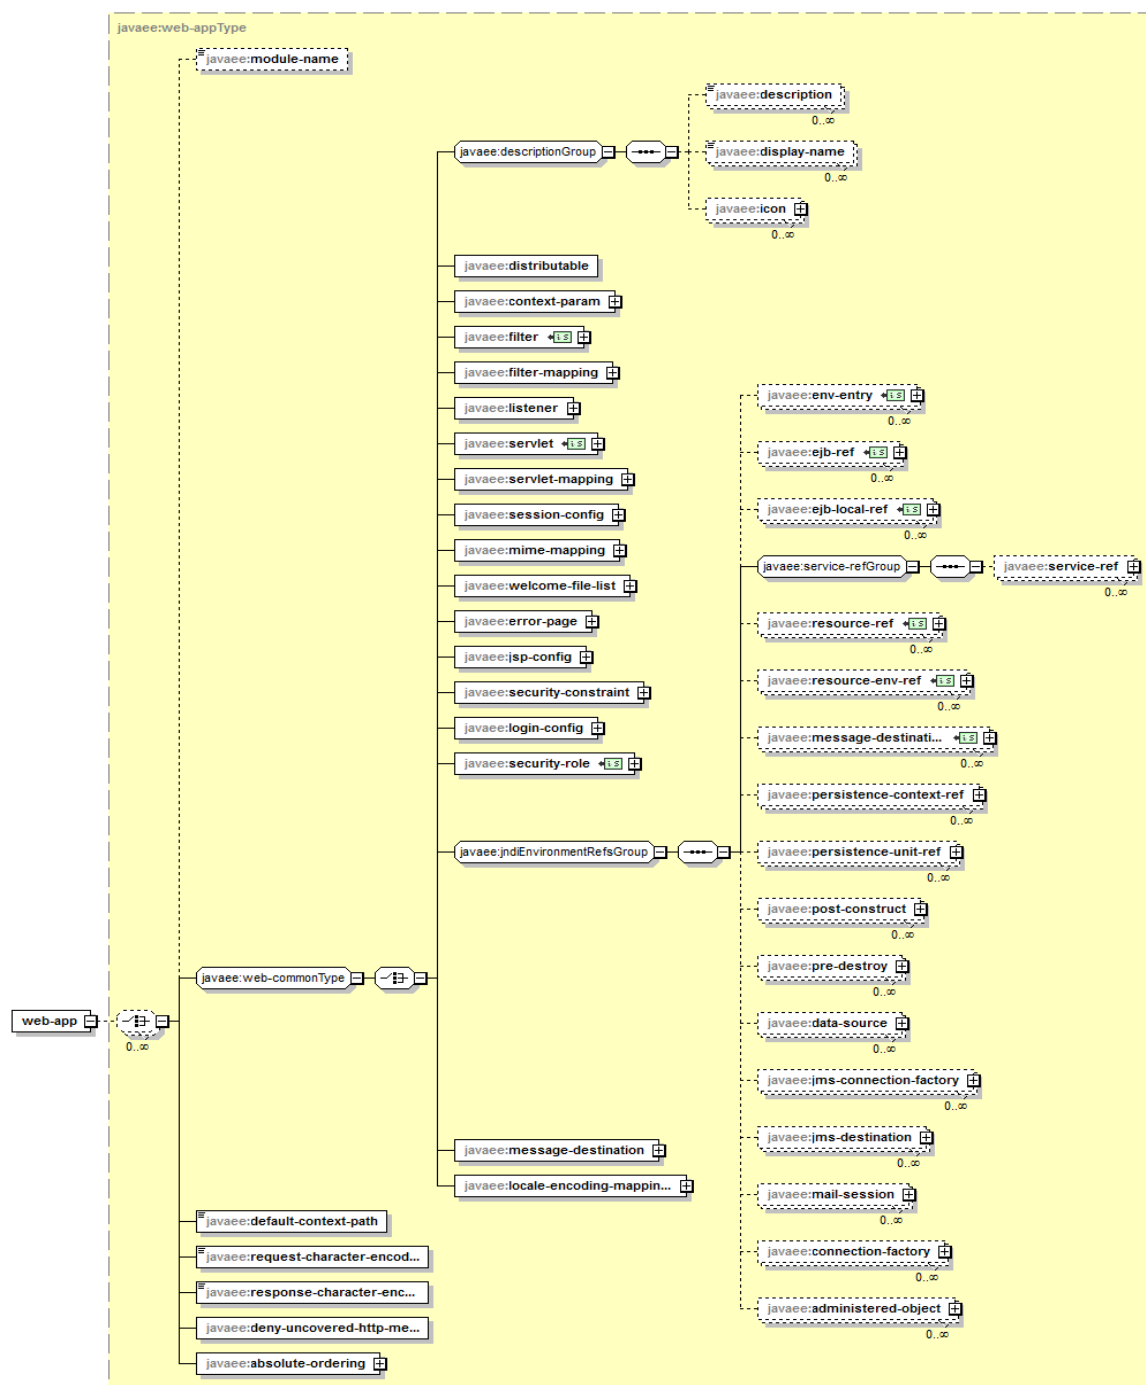 javaee:web-appType
javaee:module-name
javaee:description
0..∞
javaee:descriptionGroup
javaee:display-name
0..∞
javaee:icon
0..∞
javaee:distributable
javaee:context-param
javaee:filter
javaee:filter-mapping
javaee:listener
javaee:servlet
javaee:servlet-mapping
javaee:session-config
javaee:mime-mapping
javaee:welcome-file-list
javaee:error-page
javaee:jsp-config
javaee:security-constraint
javaee:login-config
javaee:security-role
javaee:env-entry
0..∞
javaee:ejb-ref
0..∞
javaee:ejb-local-ref
0..∞
javaee:service-refGroup
javaee:service-ref
0..∞
javaee:resource-ref
0..∞
javaee:resource-env-ref
0..∞
javaee:message-destinati...
0..∞
javaee:persistence-context-ref
0..∞
javaee:jndiEnvironmentRefsGroup
javaee:persistence-unit-ref
0..∞
javaee:post-construct
0..∞
javaee:pre-destroy
0..∞
javaee:web-commonType
web-app
0..∞
javaee:data-source
0..∞
javaee:jms-connection-factory
0..∞
javaee:jms-destination
0..∞
javaee:message-destination
javaee:locale-encoding-mappin...
javaee:mail-session
0..∞
javaee:connection-factory
0..∞
javaee:administered-object
0..∞
javaee:default-context-path
javaee:request-character-encod...
javaee:response-character-enc...
javaee:deny-uncovered-http-me...
javaee:absolute-ordering